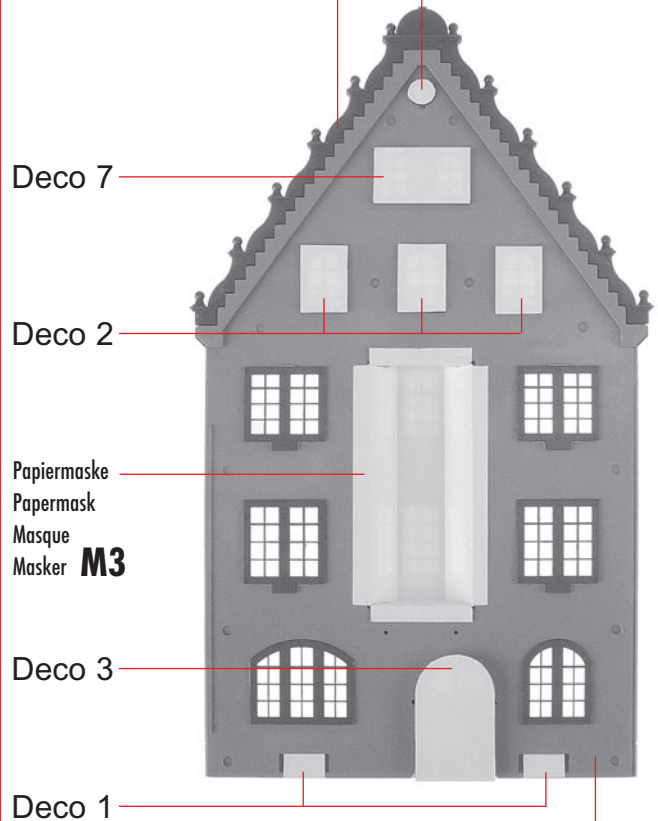 Deco 7
Deco 2
Papiermaske
Papermask
Masque
Masker M3
Deco 3
Deco 1